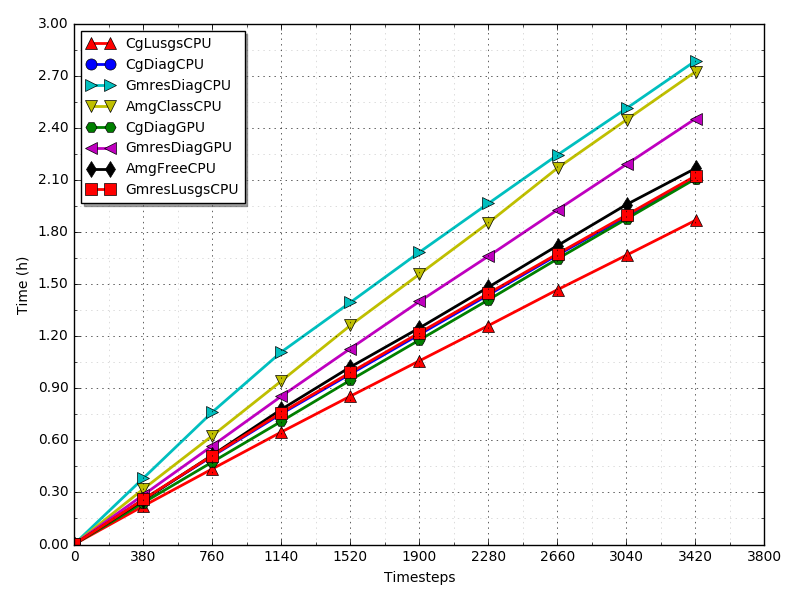 3.00
2.70
2.40
2.10
1.80
1.50
1.20
0.90
0.60
0.30
0.00
Time (h)
CgLusgsCPU
CgDiagCPU
GmresDiagCPU
AmgClassCPU
CgDiagGPU
GmresDiagGPU
AmgFreeCPU
GmresLusgsCPU
0 380 760 1140 1520 1900 2280 2660 3040 3420 3800
Timesteps